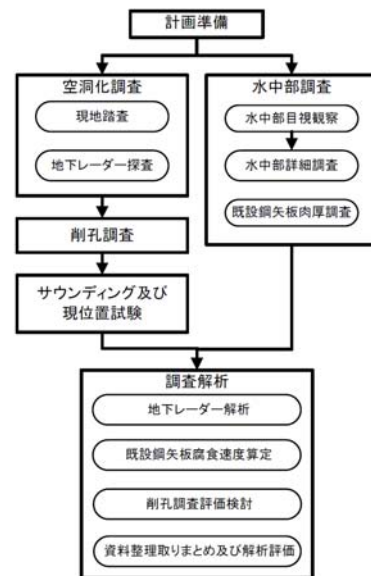 計画準備
空洞化調査
現地踏査
地下レーダー探査
水中部調査
水中部目視観察
水中部詳細調査
既設鋼矢板肉厚調査
削孔調査
サウンディング及び
現位置試験
調査解析
地下レーダー解析
既設鋼矢板腐食速度算定
削孔調査評価検討
資料整理取りまとめ及び解析評価